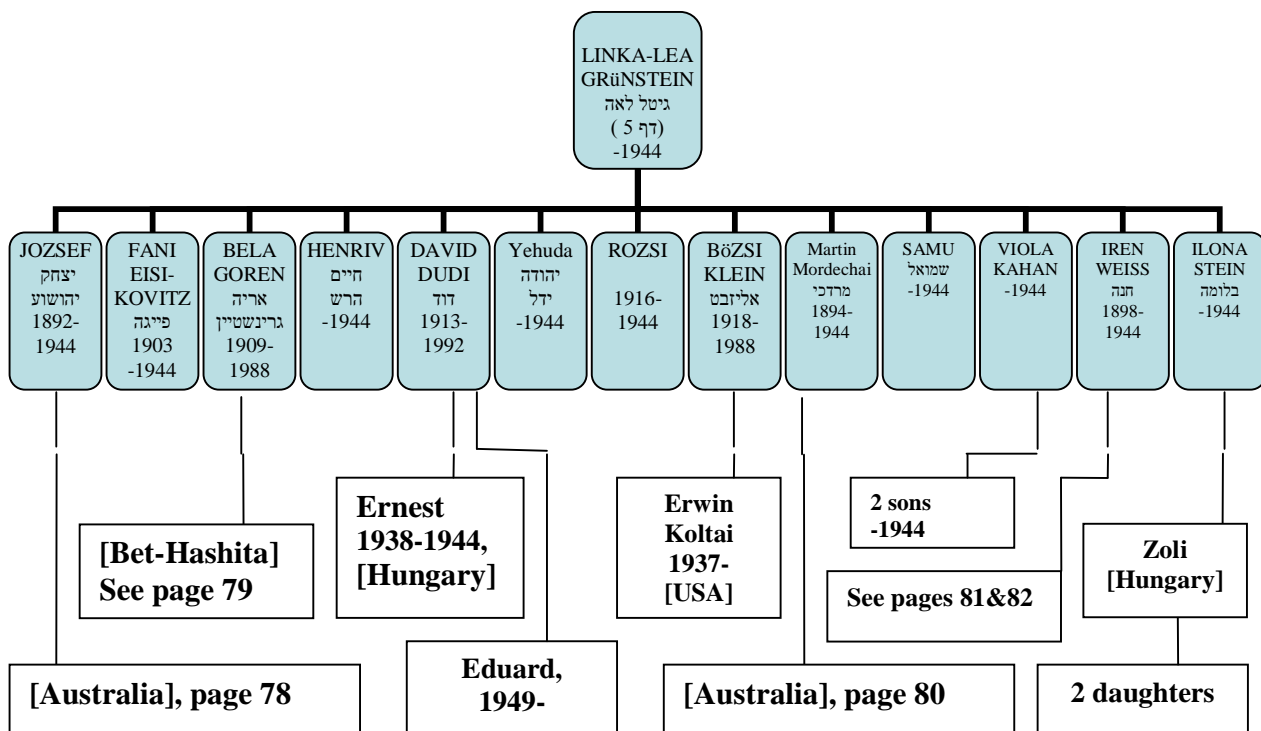 LINKA-LEA
GRüNSTEIN
גיטל לאה
(דף 5 )
-1944
JOZSEF
יצחק
יהושוע
1892-
1944
FANI
EISI-
KOVITZ
פייגה
1903
-1944
BELA
GOREN
אריה
גרינשטיין
1909-
1988
HENRIV
חיים
הרש
-1944
DAVID
DUDI
דוד
1913-
1992
Yehuda
יהודה
ידל
-1944
ROZSI
1916-
1944
BöZSI
KLEIN
אליזבט
1918-
1988
Martin
Mordechai
מרדכי
1894-
1944
SAMU
שמואל
-1944
VIOLA
KAHAN
-1944
IREN
WEISS
חנה
1898-
1944
ILONA
STEIN
בלומה
-1944
[Bet-Hashita]
See page 79
Ernest
1938-1944,
[Hungary]
Erwin
Koltai
1937-
[USA]
2 sons
-1944
See pages 81&82
Zoli
[Hungary]
[Australia], page 78
Eduard,
1949-
[Australia], page 80
2 daughters